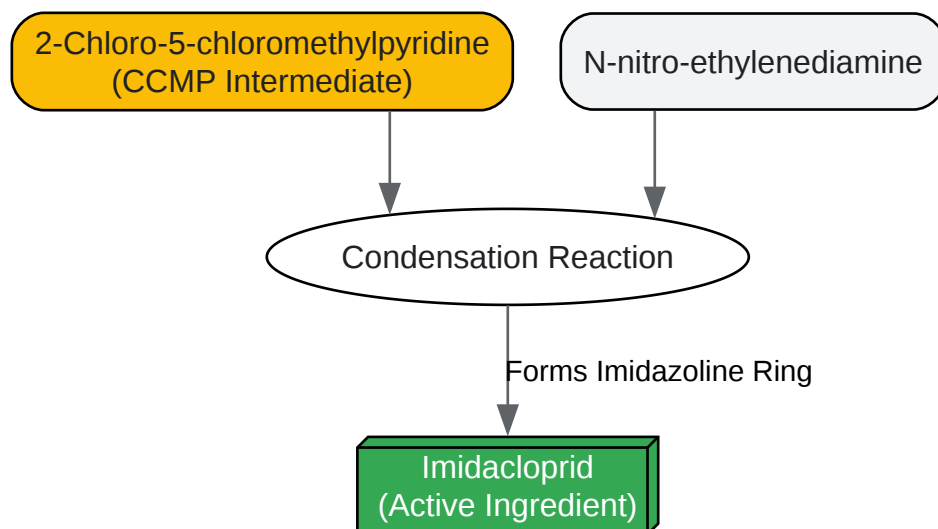 2-Chloro-5-chloromethylpyridine
(CCMP Intermediate)
N-nitro-ethylenediamine
Condensation Reaction
Forms Imidazoline Ring
Imidacloprid
(Active Ingredient)